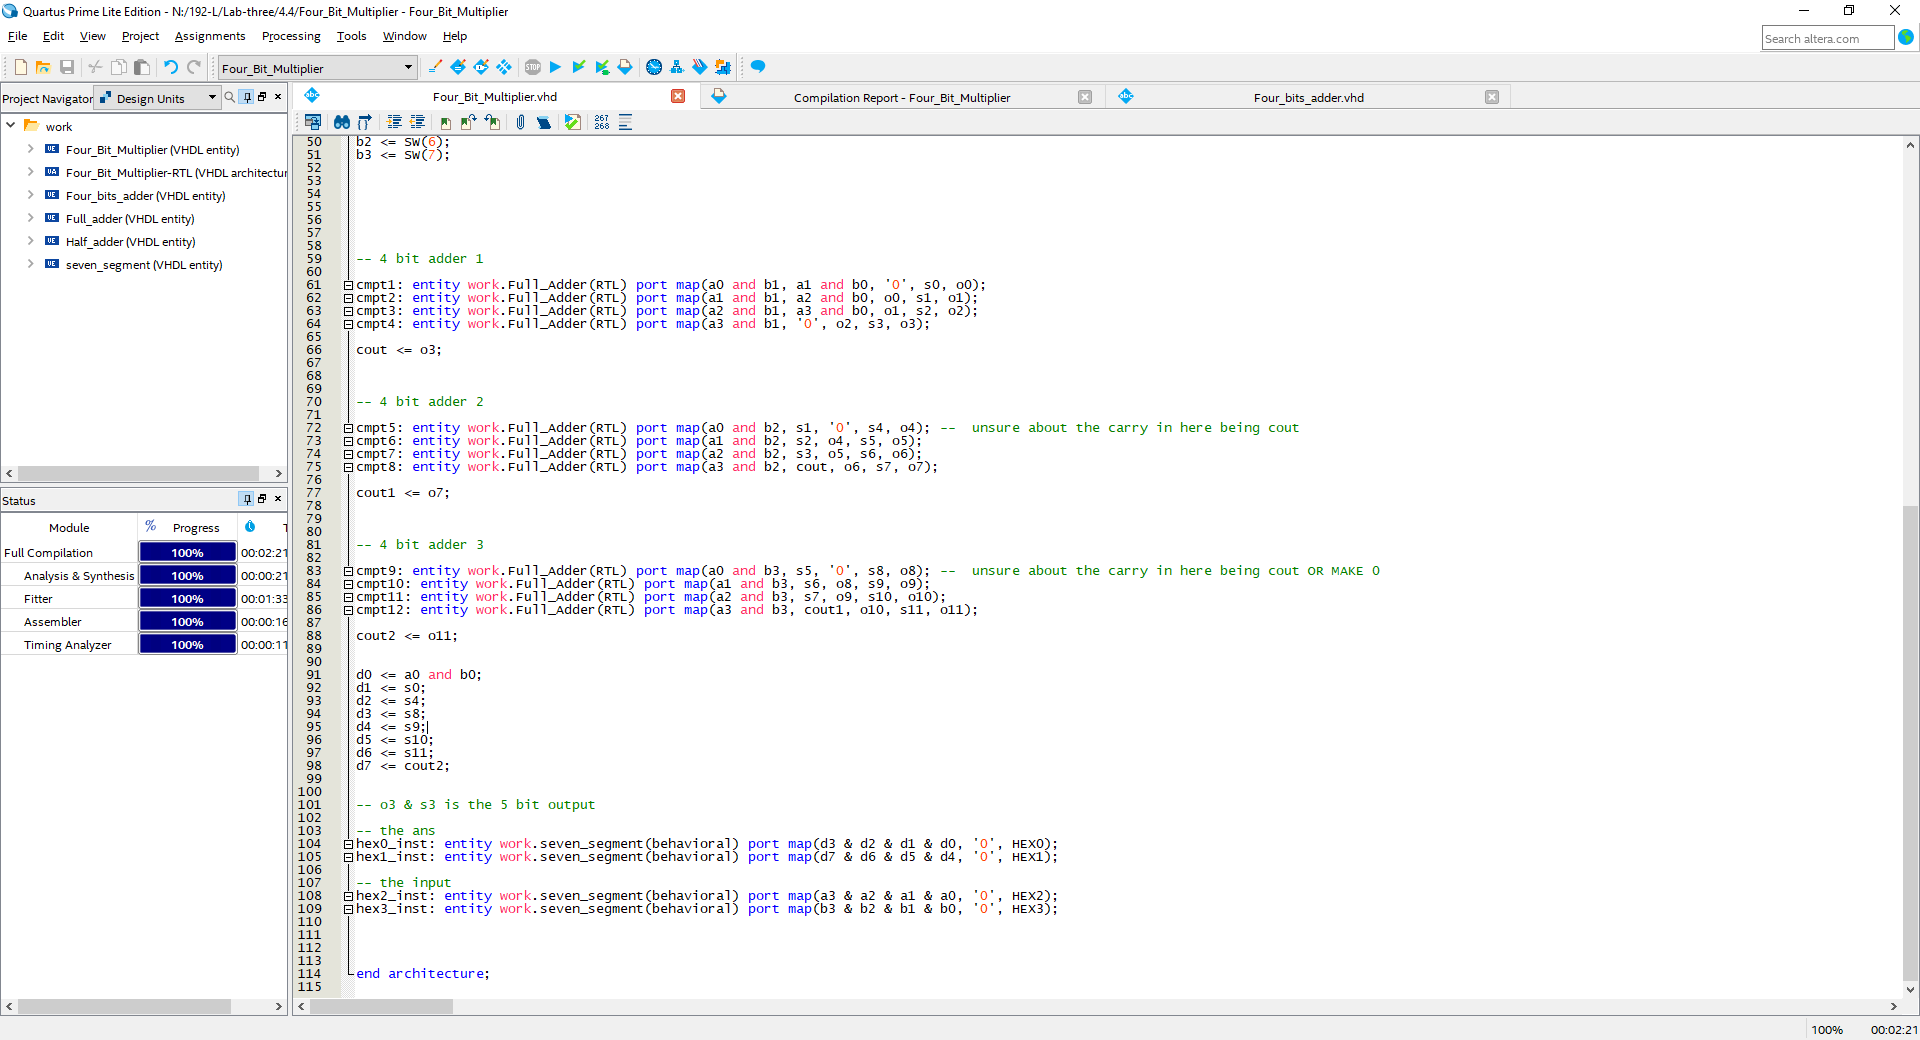 Quartus Prime Lite Edition - N:/192-L/Lab-three/4.4/Four_Bit_Multiplier - Four_Bit_Multiplier
File Edit View Project Assignments Processing Tools Window Help
Search altera.com
Four_Bit_Multiplier
Project Navigator Design Units
work
Four_Bit_Multiplier (VHDL entity)
Four_Bit_Multiplier-RTL (VHDL architectur
Four_bits_adder (VHDL entity)
Full_adder (VHDL entity)
Half_adder (VHDL entity)
seven_segment (VHDL entity)
Status
Module % Progress T
Full Compilation 100% 00:02:21
Analysis & Synthesis 100% 00:00:21
Fitter 100% 00:01:33
Assembler 100% 00:00:16
Timing Analyzer 100% 00:00:11
Four_Bit_Multiplier.vhd Compilation Report - Four_Bit_Multiplier Four_bits_adder.vhd
267
268
50 b2 <= SW(6);
51 b3 <= SW(7);
52
53
54
55
56
57
58
59 -- 4 bit adder 1
60
61 cmpt1: entity work.Full_Adder(RTL) port map(a0 and b1, a1 and b0, '0', s0, o0);
62 cmpt2: entity work.Full_Adder(RTL) port map(a1 and b1, a2 and b0, o0, s1, o1);
63 cmpt3: entity work.Full_Adder(RTL) port map(a2 and b1, a3 and b0, o1, s2, o2);
64 cmpt4: entity work.Full_Adder(RTL) port map(a3 and b1, '0', o2, s3, o3);
65
66 cout <= o3;
67
68
69
70 -- 4 bit adder 2
71
72 cmpt5: entity work.Full_Adder(RTL) port map(a0 and b2, s1, '0', s4, o4); -- unsure about the carry in here being cout
73 cmpt6: entity work.Full_Adder(RTL) port map(a1 and b2, s2, o4, s5, o5);
74 cmpt7: entity work.Full_Adder(RTL) port map(a2 and b2, s3, o5, s6, o6);
75 cmpt8: entity work.Full_Adder(RTL) port map(a3 and b2, cout, o6, s7, o7);
76
77 cout1 <= o7;
78
79
80
81 -- 4 bit adder 3
82
83 cmpt9: entity work.Full_Adder(RTL) port map(a0 and b3, s5, '0', s8, o8); -- unsure about the carry in here being cout OR MAKE 0
84 cmpt10: entity work.Full_Adder(RTL) port map(a1 and b3, s6, o8, s9, o9);
85 cmpt11: entity work.Full_Adder(RTL) port map(a2 and b3, s7, o9, s10, o10);
86 cmpt12: entity work.Full_Adder(RTL) port map(a3 and b3, cout1, o10, s11, o11);
87
88 cout2 <= o11;
89
90
91 d0 <= a0 and b0;
92 d1 <= s0;
93 d2 <= s4;
94 d3 <= s8;
95 d4 <= s9;
96 d5 <= s10;
97 d6 <= s11;
98 d7 <= cout2;
99
100
101 -- o3 & s3 is the 5 bit output
102
103 -- the ans
104 hex0_inst: entity work.seven_segment(behavioral) port map(d3 & d2 & d1 & d0, '0', HEX0);
105 hex1_inst: entity work.seven_segment(behavioral) port map(d7 & d6 & d5 & d4, '0', HEX1);
106
107 -- the input
108 hex2_inst: entity work.seven_segment(behavioral) port map(a3 & a2 & a1 & a0, '0', HEX2);
109 hex3_inst: entity work.seven_segment(behavioral) port map(b3 & b2 & b1 & b0, '0', HEX3);
110
111
112
113
114 end architecture;
115
100% 00:02:21